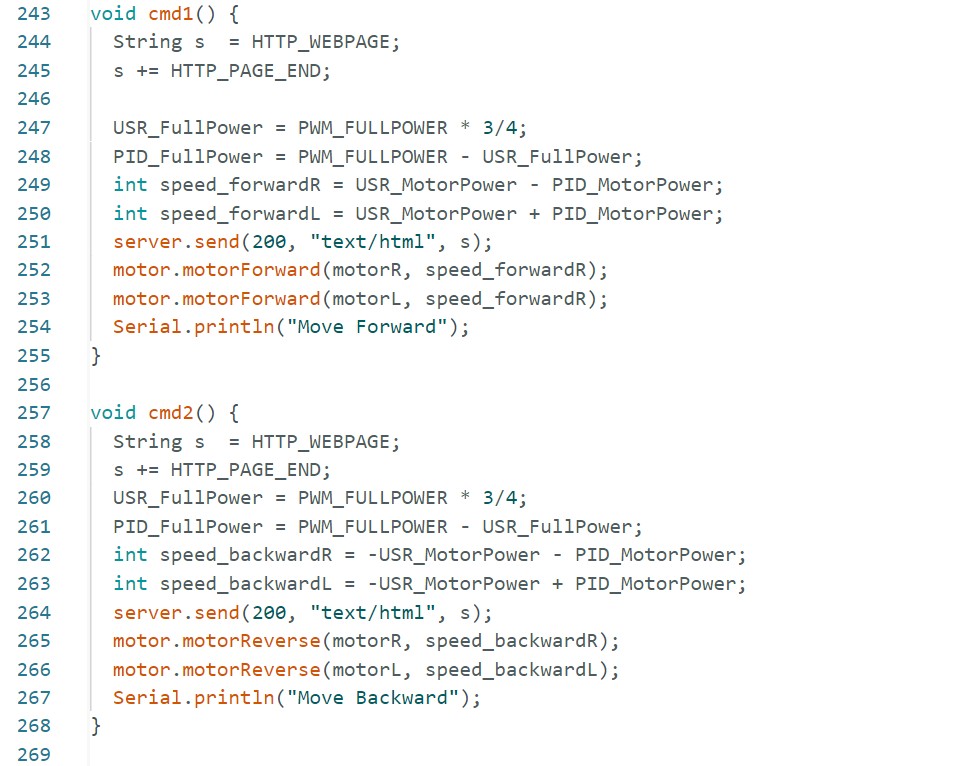 243 void cmd1() {
244   String s  = HTTP_WEBPAGE;
245   s += HTTP_PAGE_END;
246
247   USR_FullPower = PWM_FULLPOWER * 3/4;
248   PID_FullPower = PWM_FULLPOWER - USR_FullPower;
249   int speed_forwardR = USR_MotorPower - PID_MotorPower;
250   int speed_forwardL = USR_MotorPower + PID_MotorPower;
251   server.send(200, "text/html", s);
252   motor.motorForward(motorR, speed_forwardR);
253   motor.motorForward(motorL, speed_forwardR);
254   Serial.println("Move Forward");
255 }
256
257 void cmd2() {
258   String s  = HTTP_WEBPAGE;
259   s += HTTP_PAGE_END;
260   USR_FullPower = PWM_FULLPOWER * 3/4;
261   PID_FullPower = PWM_FULLPOWER - USR_FullPower;
262   int speed_backwardR = -USR_MotorPower - PID_MotorPower;
263   int speed_backwardL = -USR_MotorPower + PID_MotorPower;
264   server.send(200, "text/html", s);
265   motor.motorReverse(motorR, speed_backwardR);
266   motor.motorReverse(motorL, speed_backwardL);
267   Serial.println("Move Backward");
268 }
269